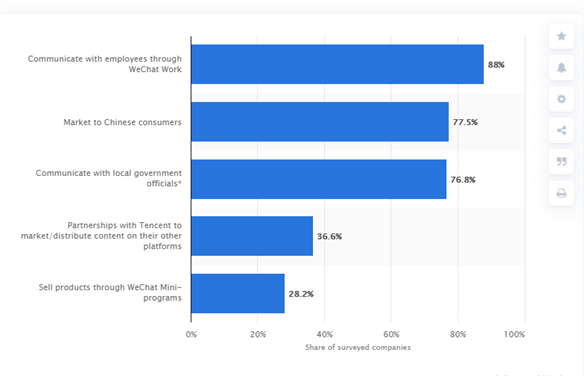 Communicate with employees through
WeChat Work
88%
Market to Chinese consumers
77.5%
Communicate with local government
officials*
76.8%
Partnerships with Tencent to
market/distribute content on their other
platforms
36.6%
Sell products through WeChat Mini-
programs
28.2%
0% 20% 40% 60% 80% 100%
Share of surveyed companies